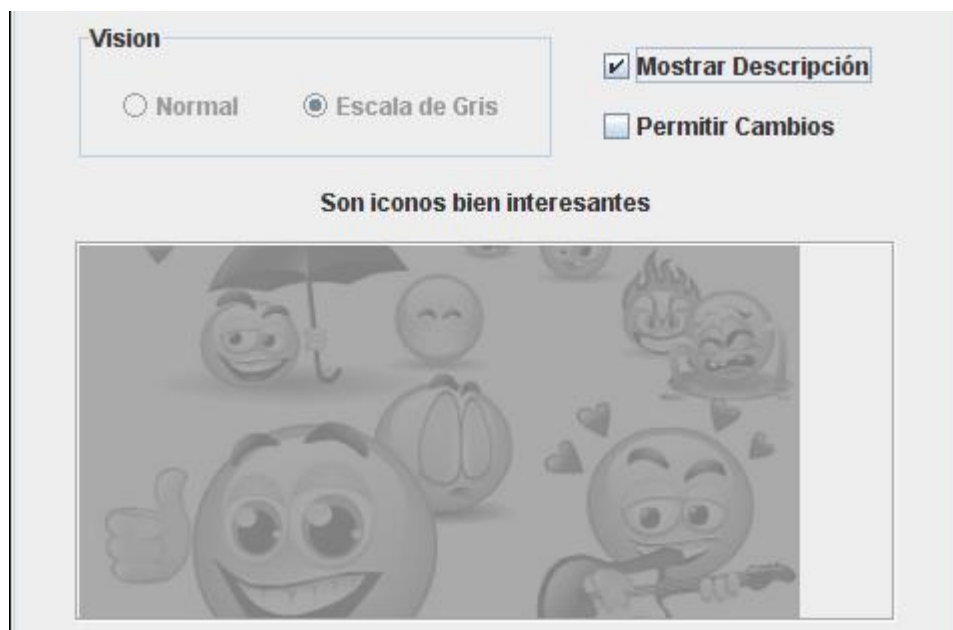 Vision
Mostrar Descripción
Normal
Escala de Gris
Permitir Cambios
Son iconos bien interesantes